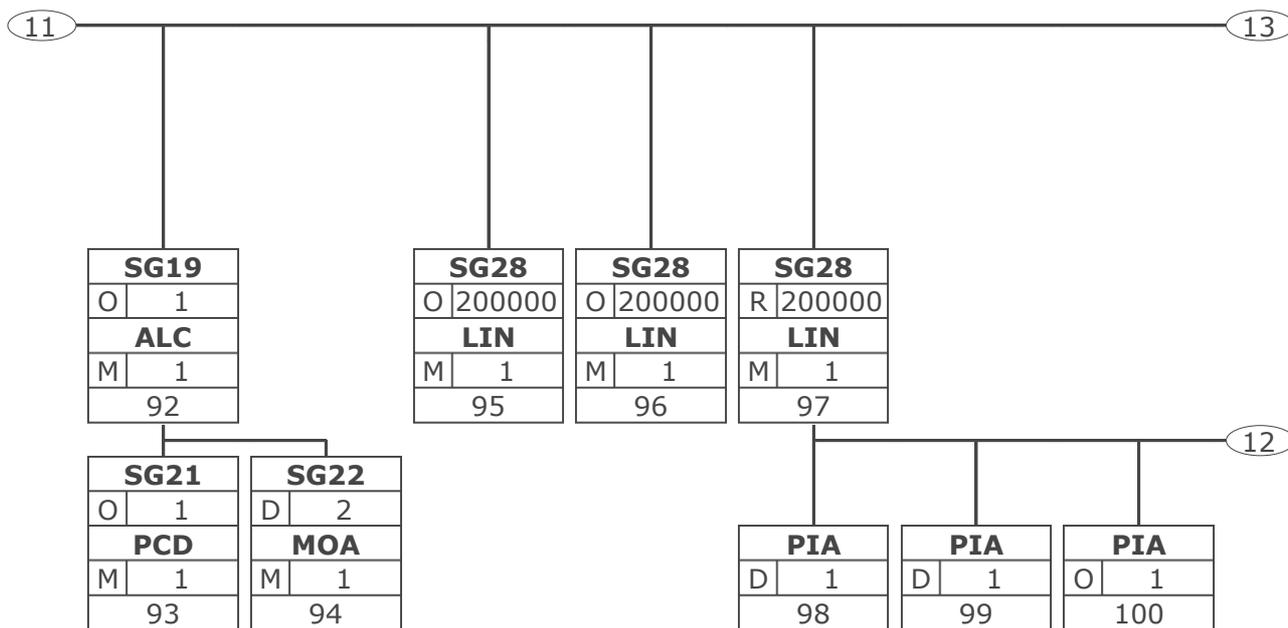 11 13
SG19 SG28 SG28 SG28
O 1 O 200000 O 200000 R 200000
ALC LIN LIN LIN
M 1 M 1 M 1 M 1
92 95 96 97
12
SG21 SG22
O 1 D 2
PCD MOA PIA PIA PIA
M 1 M 1 D 1 D 1 O 1
93 94 98 99 100